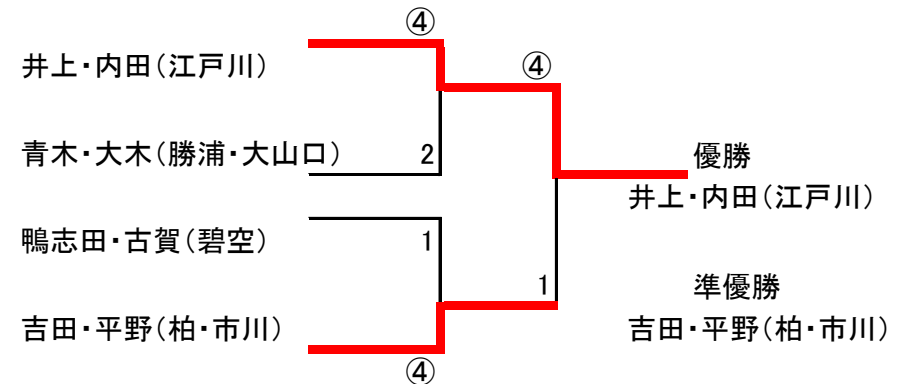 ④
井上・内田（江戸川）
④
青木・大木（勝浦・大山口）
2
優勝
井上・内田（江戸川）
鴨志田・古賀（碧空）
1
1
準優勝
吉田・平野（柏・市川）
吉田・平野（柏・市川）
④